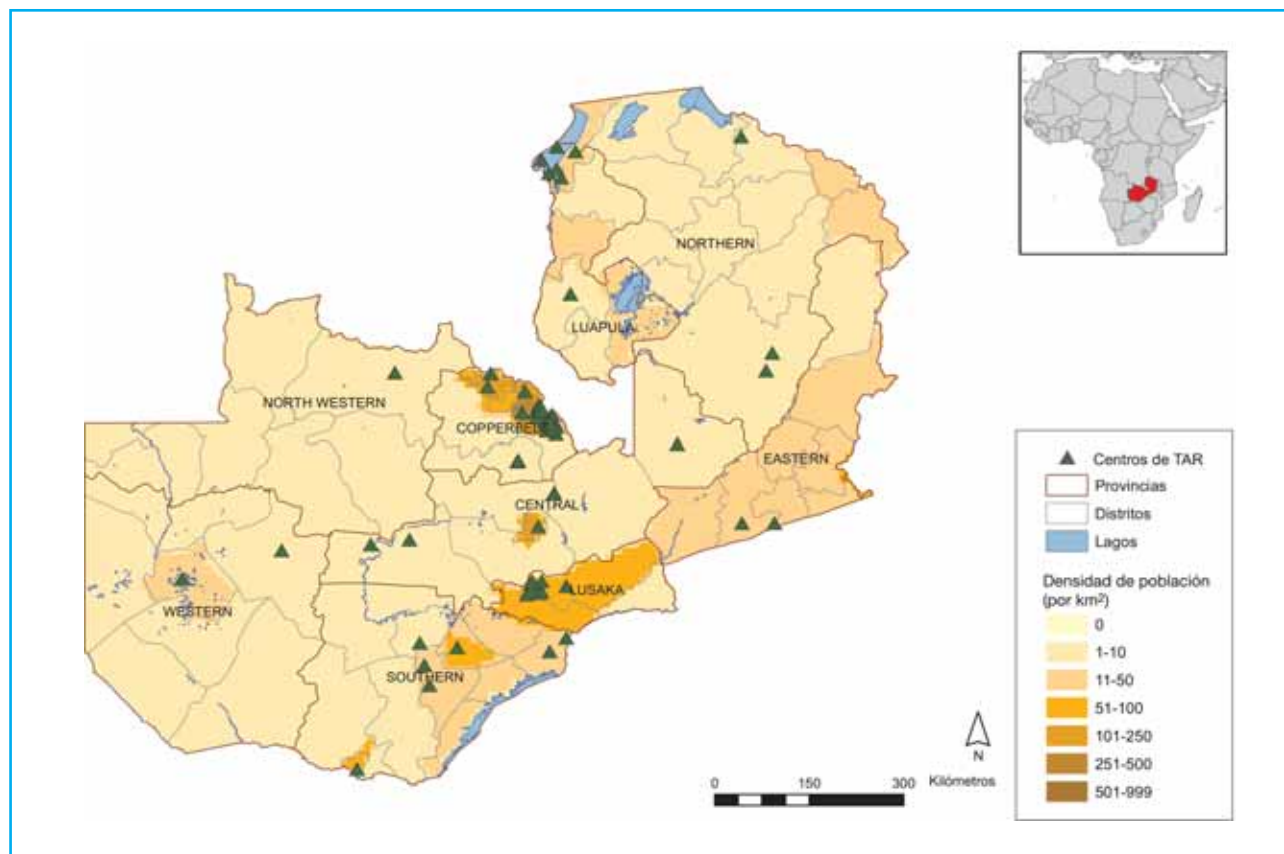 NORTHERN
LUAPULA
NORTH WESTERN
COPPERBELT
EASTERN
CENTRAL
LUSAKA
WESTERN
SOUTHERN
N
0 150 300 Kilómetros
Centros de TAR
Provincias
Distritos
Lagos
Densidad de población
(por km²)
0
1-10
11-50
51-100
101-250
251-500
501-999